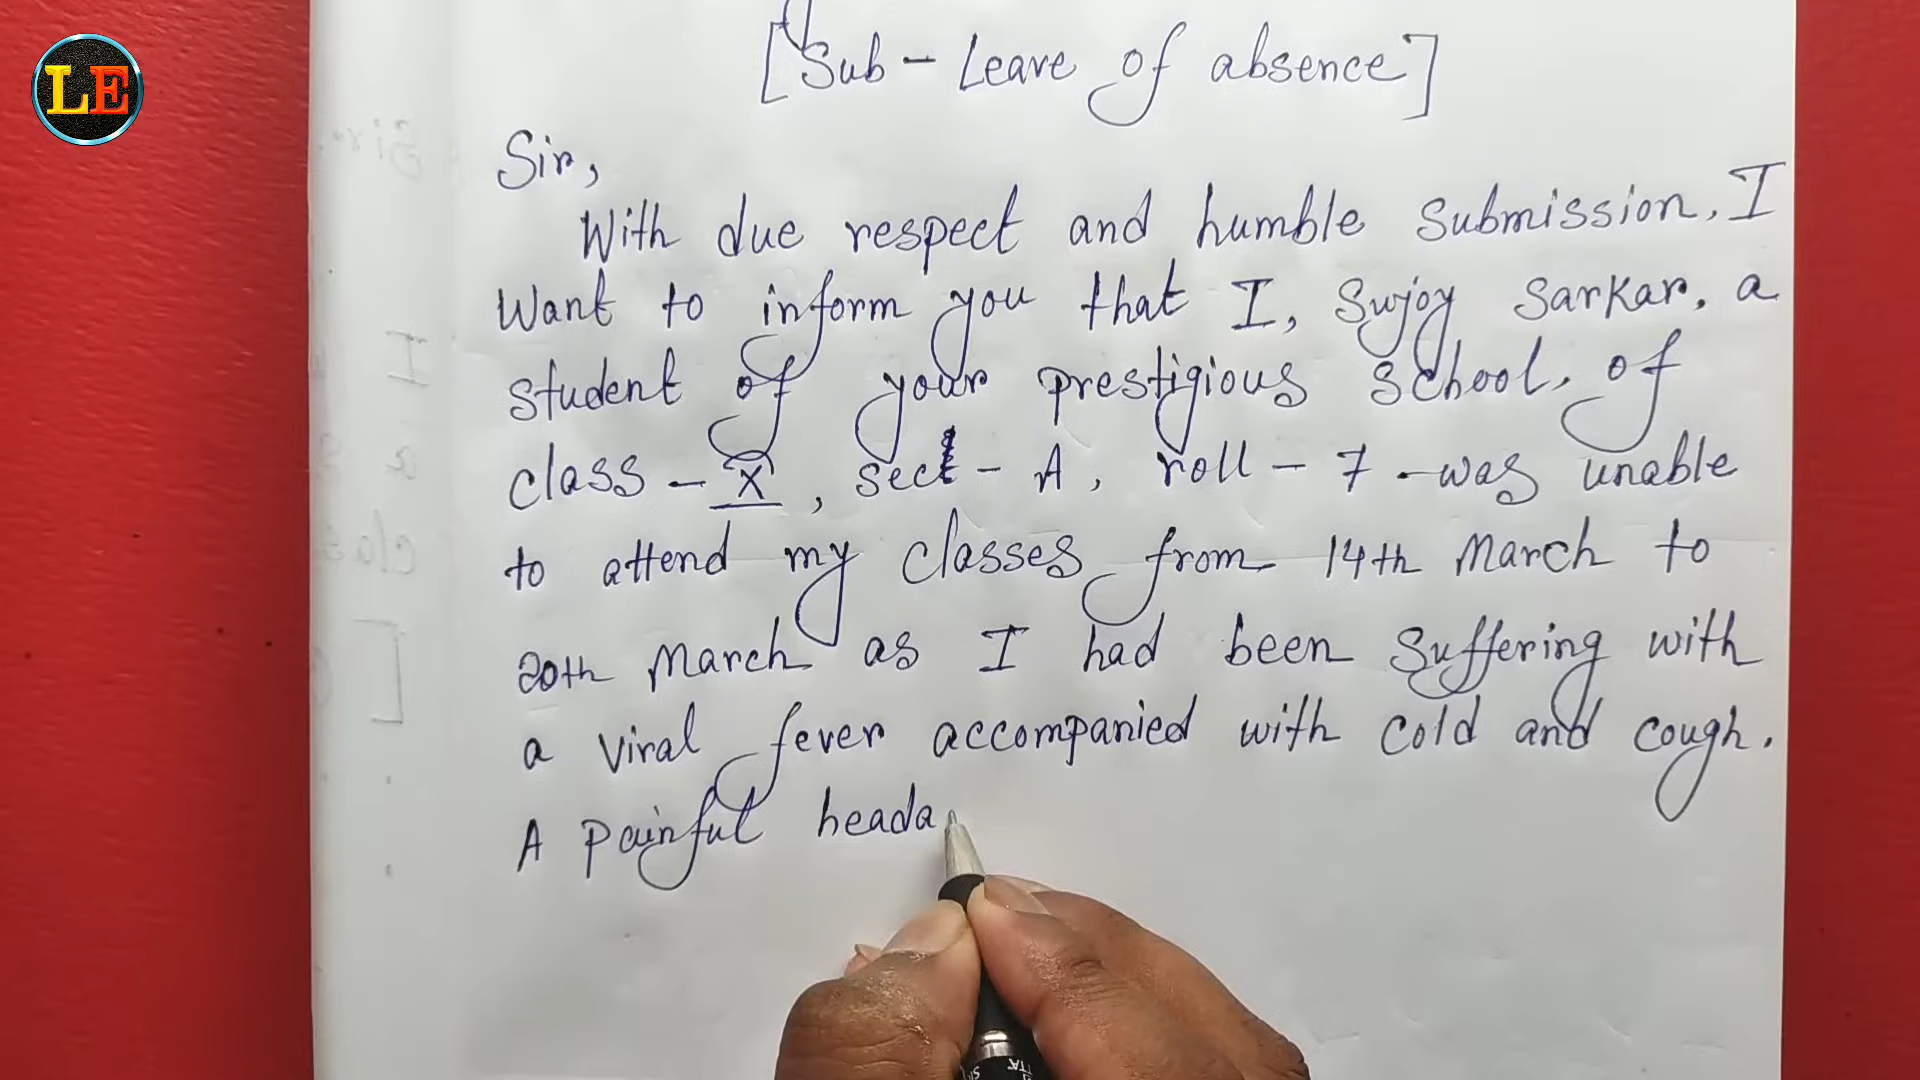 LE
[Sub - Leave of absence]
Sir,
With due respect and humble submission, I
want to inform you that I, Sujoy Sarkar, a
student of your prestigious school, of
class - X, sec - A, roll - 7 - was unable
to attend my classes from 14th March to
20th March as I had been suffering with
a viral fever accompanied with cold and cough.
A painful heada